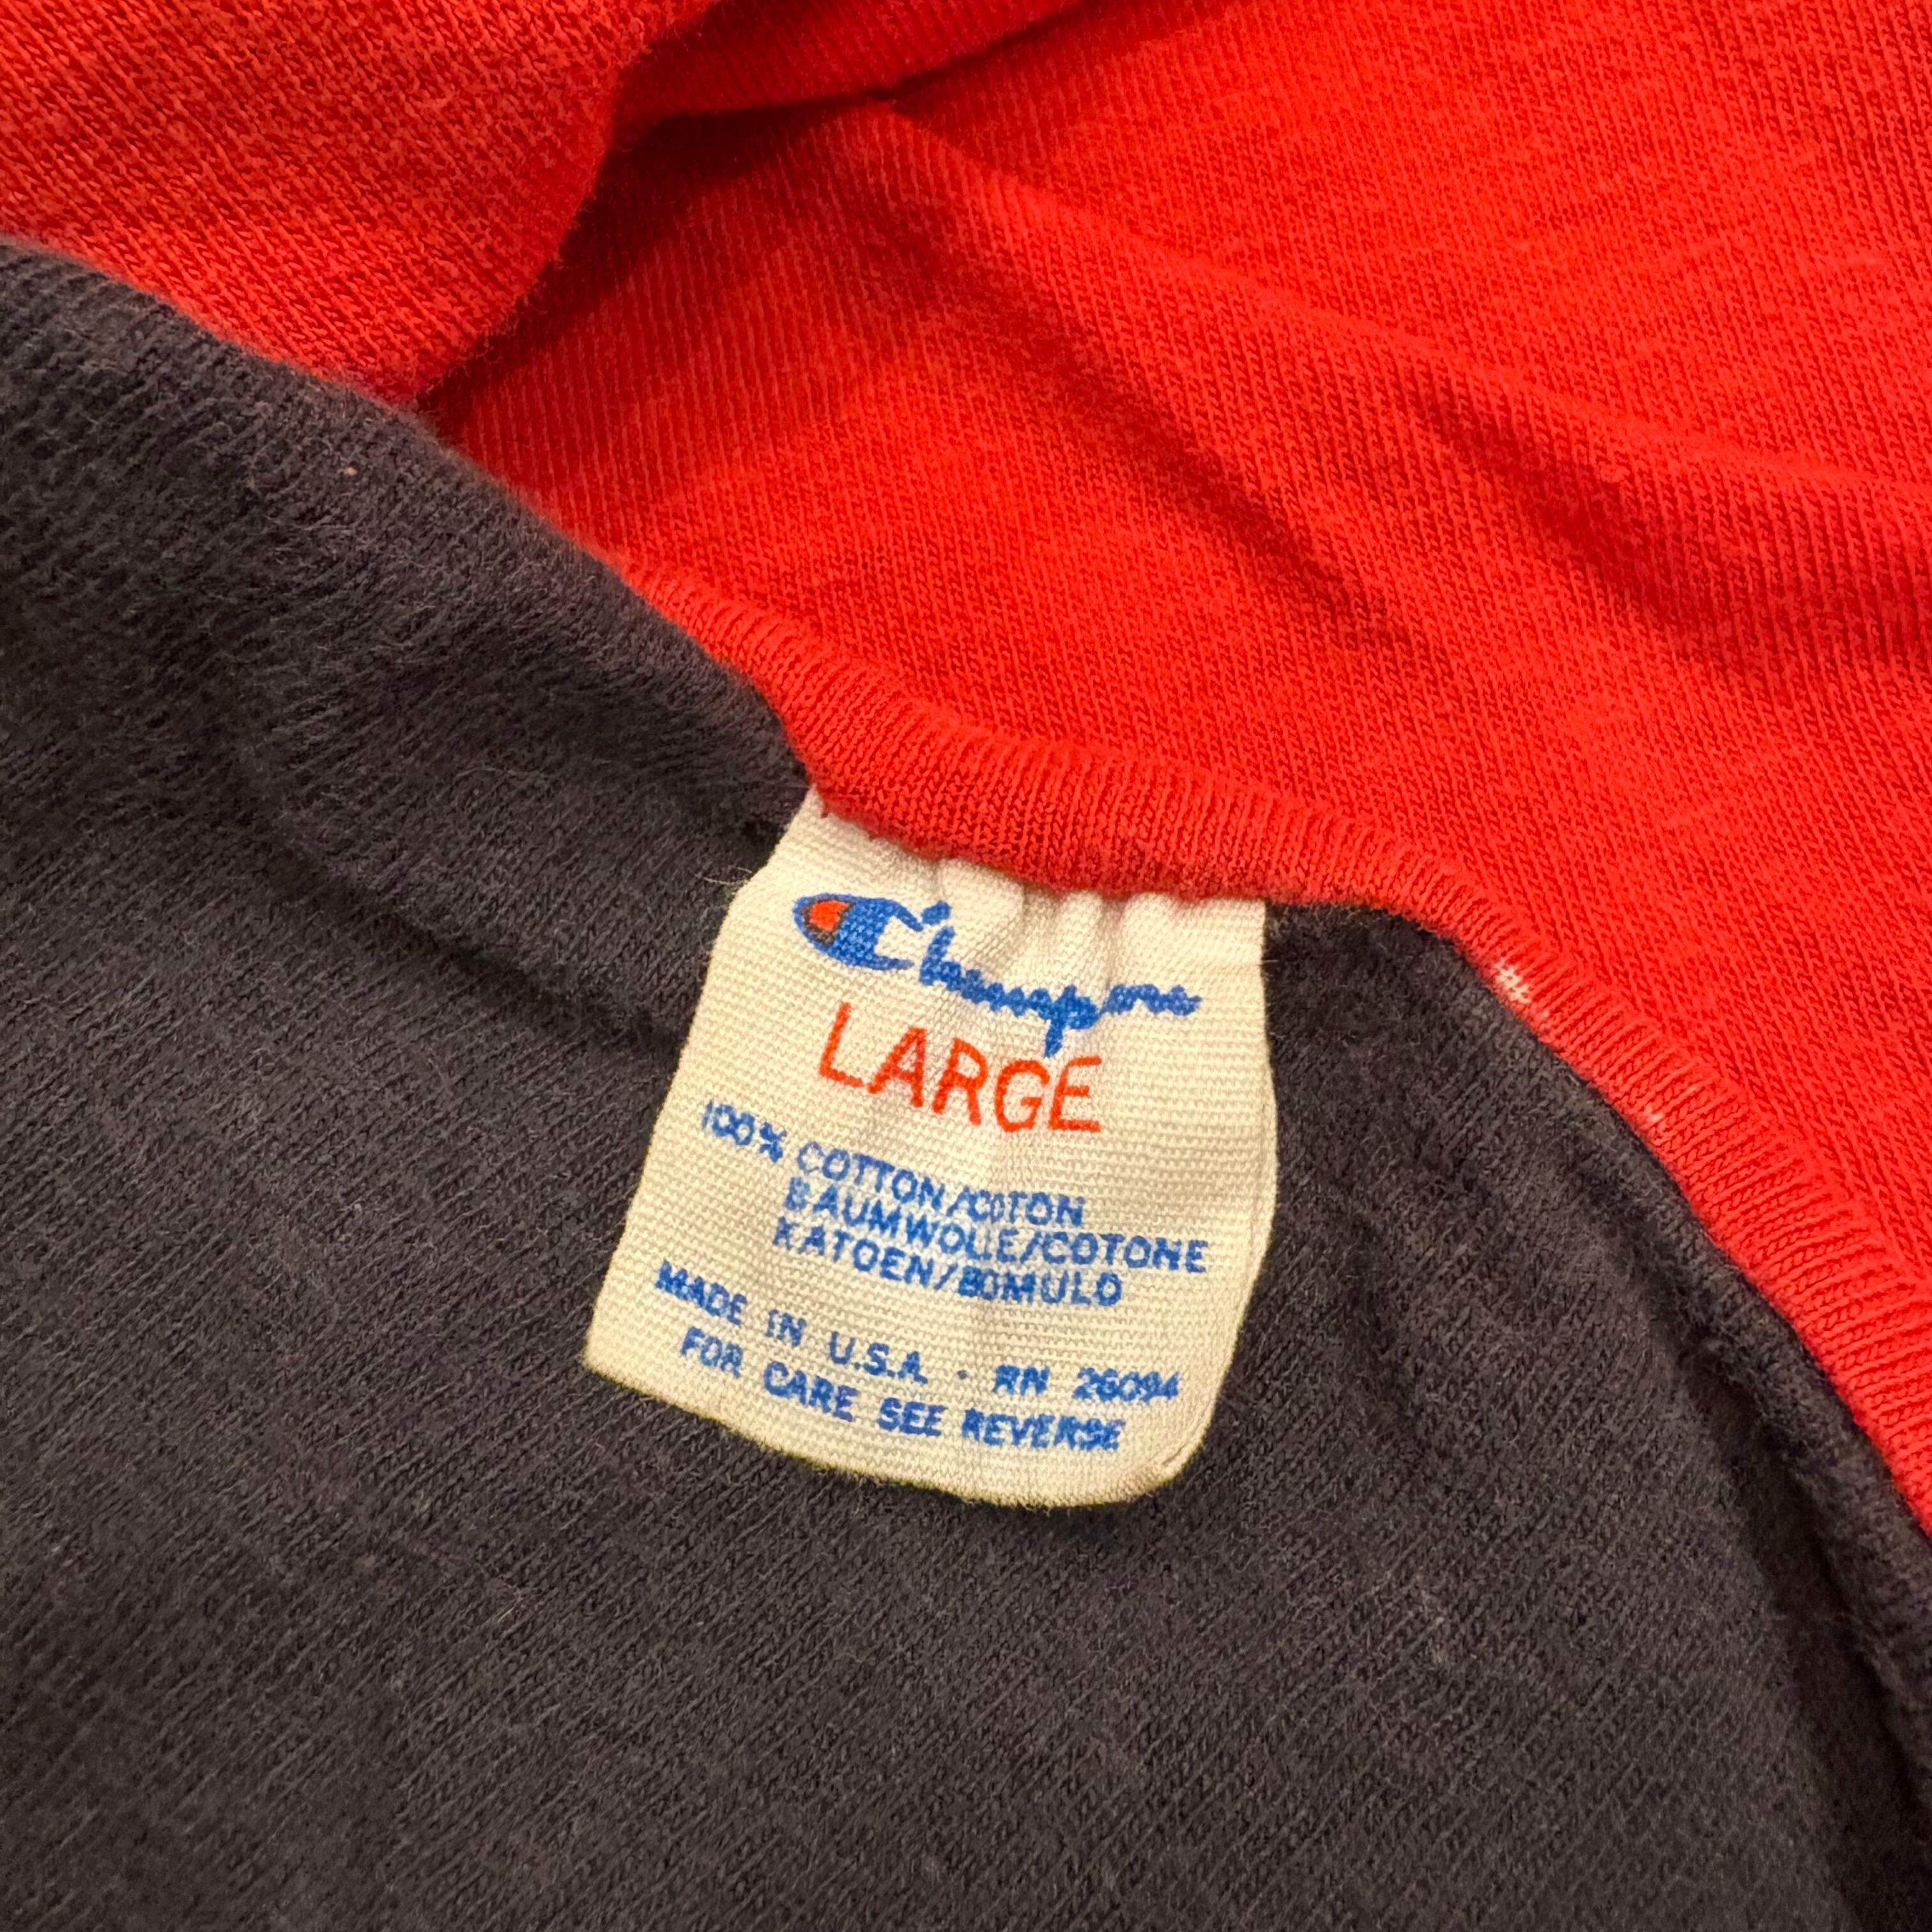 Champion
LARGE
100% COTTON/COTON
BAUMWOLLE/COTONE
KATOEN/BOMULD
MADE IN U.S.A. · RN 26094
FOR CARE SEE REVERSE